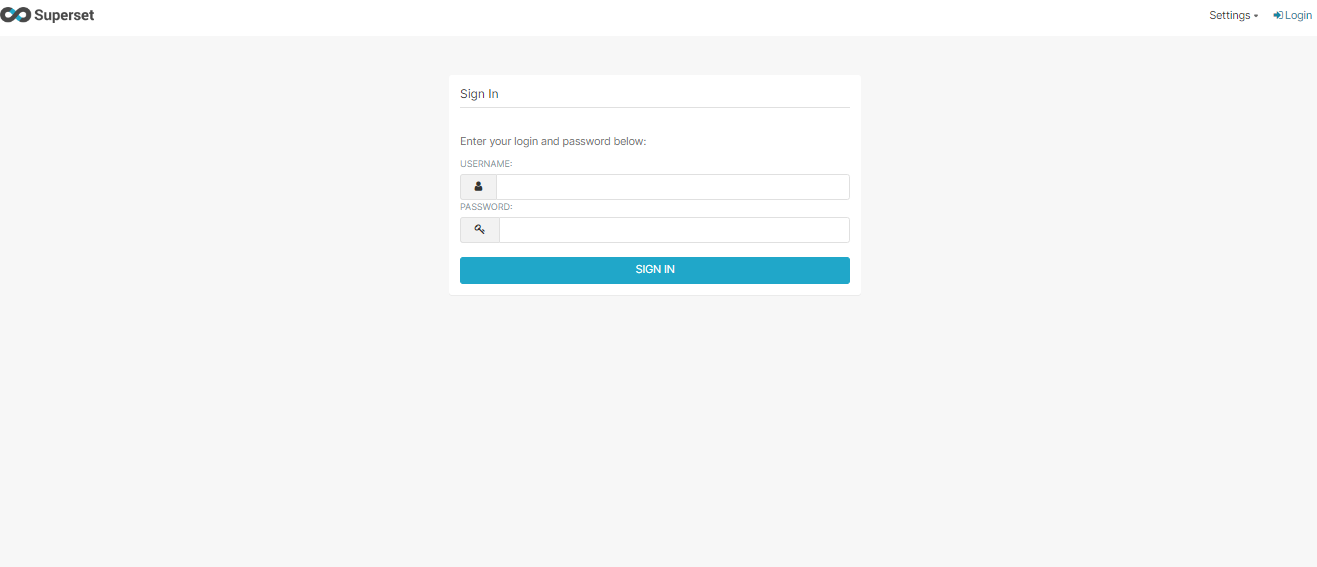 Superset
Settings
Login
Sign In
Enter your login and password below:
USERNAME:
PASSWORD:
SIGN IN